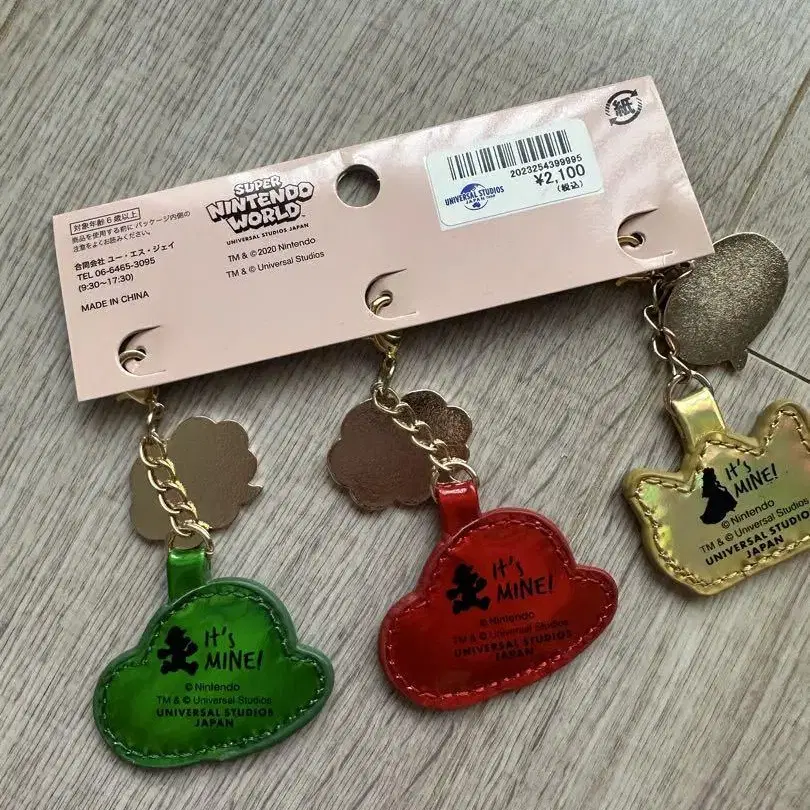 紙
2023254399995
¥2,100
(税込)
UNIVERSAL STUDIOS
JAPAN
SUPER
NINTENDO
WORLD™
UNIVERSAL STUDIOS JAPAN
TM & © 2020 Nintendo
TM & © Universal Studios
対象年齢6歳以上
商品を使用する前に パッケージ内側の
注意をよくお読みください。
合同会社 ユー・エス・ジェイ
TEL 06-6465-3095
(9:30~17:30)
MADE IN CHINA
It's
MINE!
© Nintendo
TM & © Universal Studios
UNIVERSAL STUDIOS
JAPAN
It's
MINE!
© Nintendo
TM & © Universal Studios
UNIVERSAL STUDIOS
JAPAN
It's
MINE!
© Nintendo
TM & © Universal Studios
UNIVERSAL STUDIOS
JAPAN